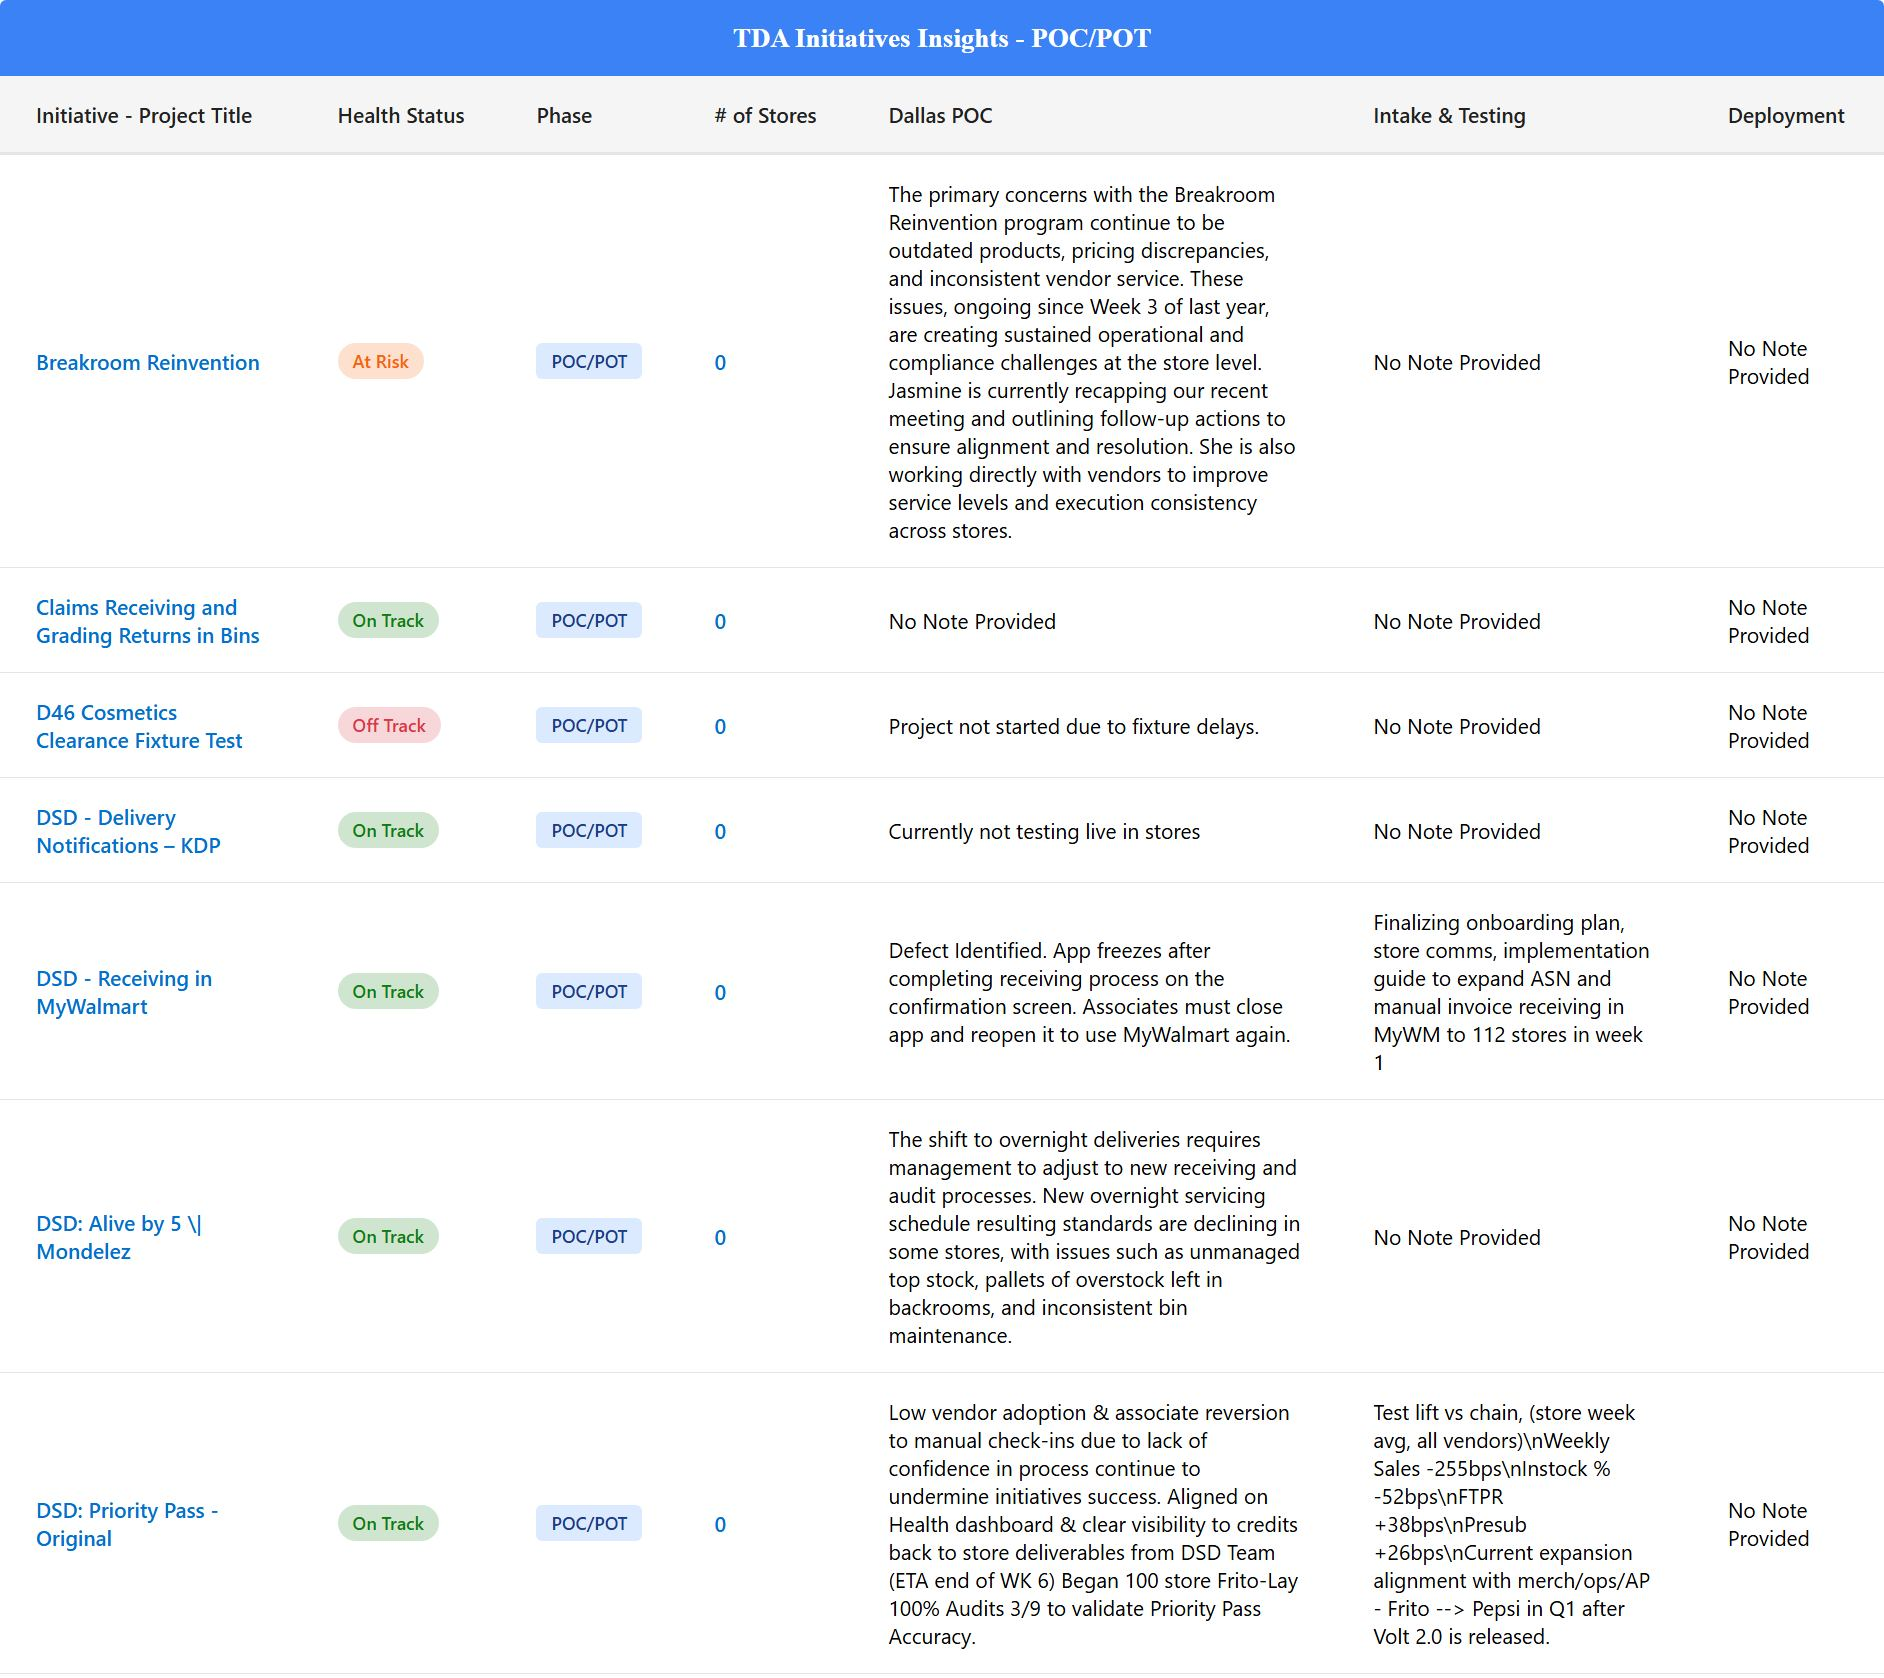 TDA Initiatives Insights - POC/POT
Initiative - Project Title Health Status Phase # of Stores Dallas POC Intake & Testing Deployment
Breakroom Reinvention
At Risk
POC/POT
0
The primary concerns with the Breakroom
Reinvention program continue to be
outdated products, pricing discrepancies,
and inconsistent vendor service. These
issues, ongoing since Week 3 of last year,
are creating sustained operational and
compliance challenges at the store level.
Jasmine is currently recapping our recent
meeting and outlining follow-up actions to
ensure alignment and resolution. She is also
working directly with vendors to improve
service levels and execution consistency
across stores.
No Note Provided
No Note
Provided
Claims Receiving and
Grading Returns in Bins
On Track
POC/POT
0
No Note Provided
No Note Provided
No Note
Provided
D46 Cosmetics
Clearance Fixture Test
Off Track
POC/POT
0
Project not started due to fixture delays.
No Note Provided
No Note
Provided
DSD - Delivery
Notifications – KDP
On Track
POC/POT
0
Currently not testing live in stores
No Note Provided
No Note
Provided
DSD - Receiving in
MyWalmart
On Track
POC/POT
0
Defect Identified. App freezes after
completing receiving process on the
confirmation screen. Associates must close
app and reopen it to use MyWalmart again.
Finalizing onboarding plan,
store comms, implementation
guide to expand ASN and
manual invoice receiving in
MyWM to 112 stores in week
1
No Note
Provided
DSD: Alive by 5 \|
Mondelez
On Track
POC/POT
0
The shift to overnight deliveries requires
management to adjust to new receiving and
audit processes. New overnight servicing
schedule resulting standards are declining in
some stores, with issues such as unmanaged
top stock, pallets of overstock left in
backrooms, and inconsistent bin
maintenance.
No Note Provided
No Note
Provided
DSD: Priority Pass -
Original
On Track
POC/POT
0
Low vendor adoption & associate reversion
to manual check-ins due to lack of
confidence in process continue to
undermine initiatives success. Aligned on
Health dashboard & clear visibility to credits
back to store deliverables from DSD Team
(ETA end of WK 6) Began 100 store Frito-Lay
100% Audits 3/9 to validate Priority Pass
Accuracy.
Test lift vs chain, (store week
avg, all vendors)\nWeekly
Sales -255bps\nInstock %
-52bps\nFTPR
+38bps\nPresub
+26bps\nCurrent expansion
alignment with merch/ops/AP
- Frito --> Pepsi in Q1 after
Volt 2.0 is released.
No Note
Provided